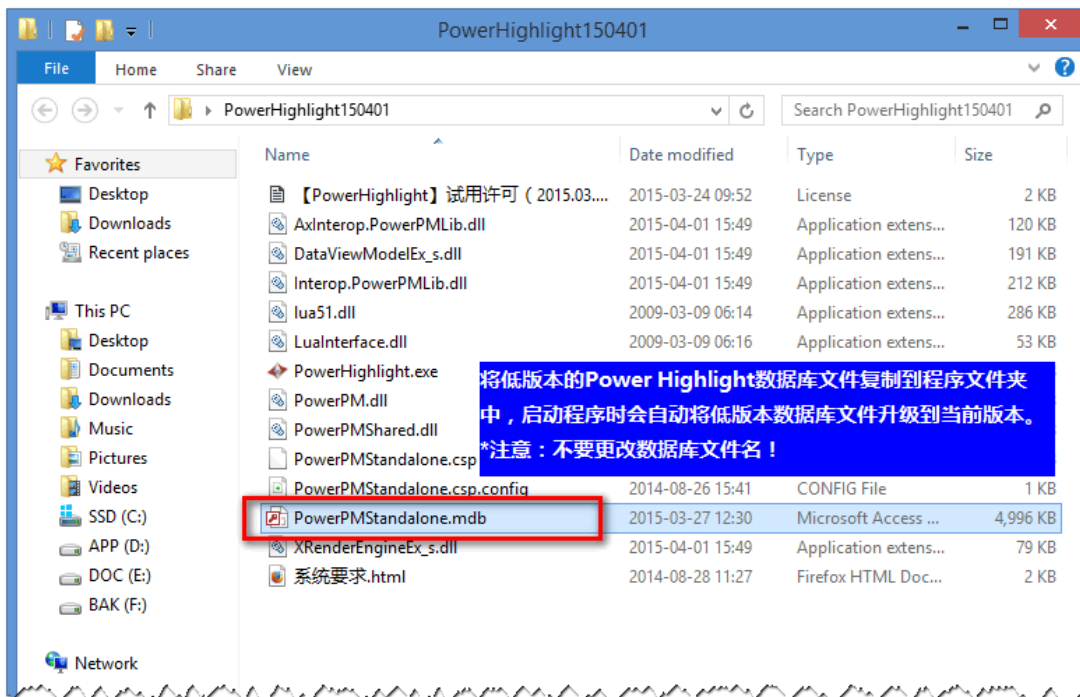 PowerHighlight150401
File Home Share View
PowerHighlight150401 Search PowerHighlight150401
Name Date modified Type Size
Favorites
Desktop
Downloads
Recent places
This PC
Desktop
Documents
Downloads
Music
Pictures
Videos
SSD (C:)
APP (D:)
DOC (E:)
BAK (F:)
Network
【PowerHighlight】试用许可（2015.03.... 2015-03-24 09:52 License 2 KB
AxInterop.PowerPMLib.dll 2015-04-01 15:49 Application extens... 120 KB
DataViewModelEx_s.dll 2015-04-01 15:49 Application extens... 191 KB
Interop.PowerPMLib.dll 2015-04-01 15:49 Application extens... 212 KB
lua51.dll 2009-03-09 06:14 Application extens... 286 KB
LuaInterface.dll 2009-03-09 06:16 Application extens... 53 KB
PowerHighlight.exe
PowerPM.dll
PowerPMShared.dll
PowerPMStandalone.csp
将低版本的Power Highlight数据库文件复制到程序文件夹
中，启动程序时会自动将低版本数据库文件升级到当前版本。
*注意：不要更改数据库文件名！
PowerPMStandalone.csp.config 2014-08-26 15:41 CONFIG File 1 KB
PowerPMStandalone.mdb 2015-03-27 12:30 Microsoft Access ... 4,996 KB
XRenderEngineEx_s.dll 2015-04-01 15:49 Application extens... 79 KB
系统要求.html 2014-08-28 11:27 Firefox HTML Doc... 2 KB